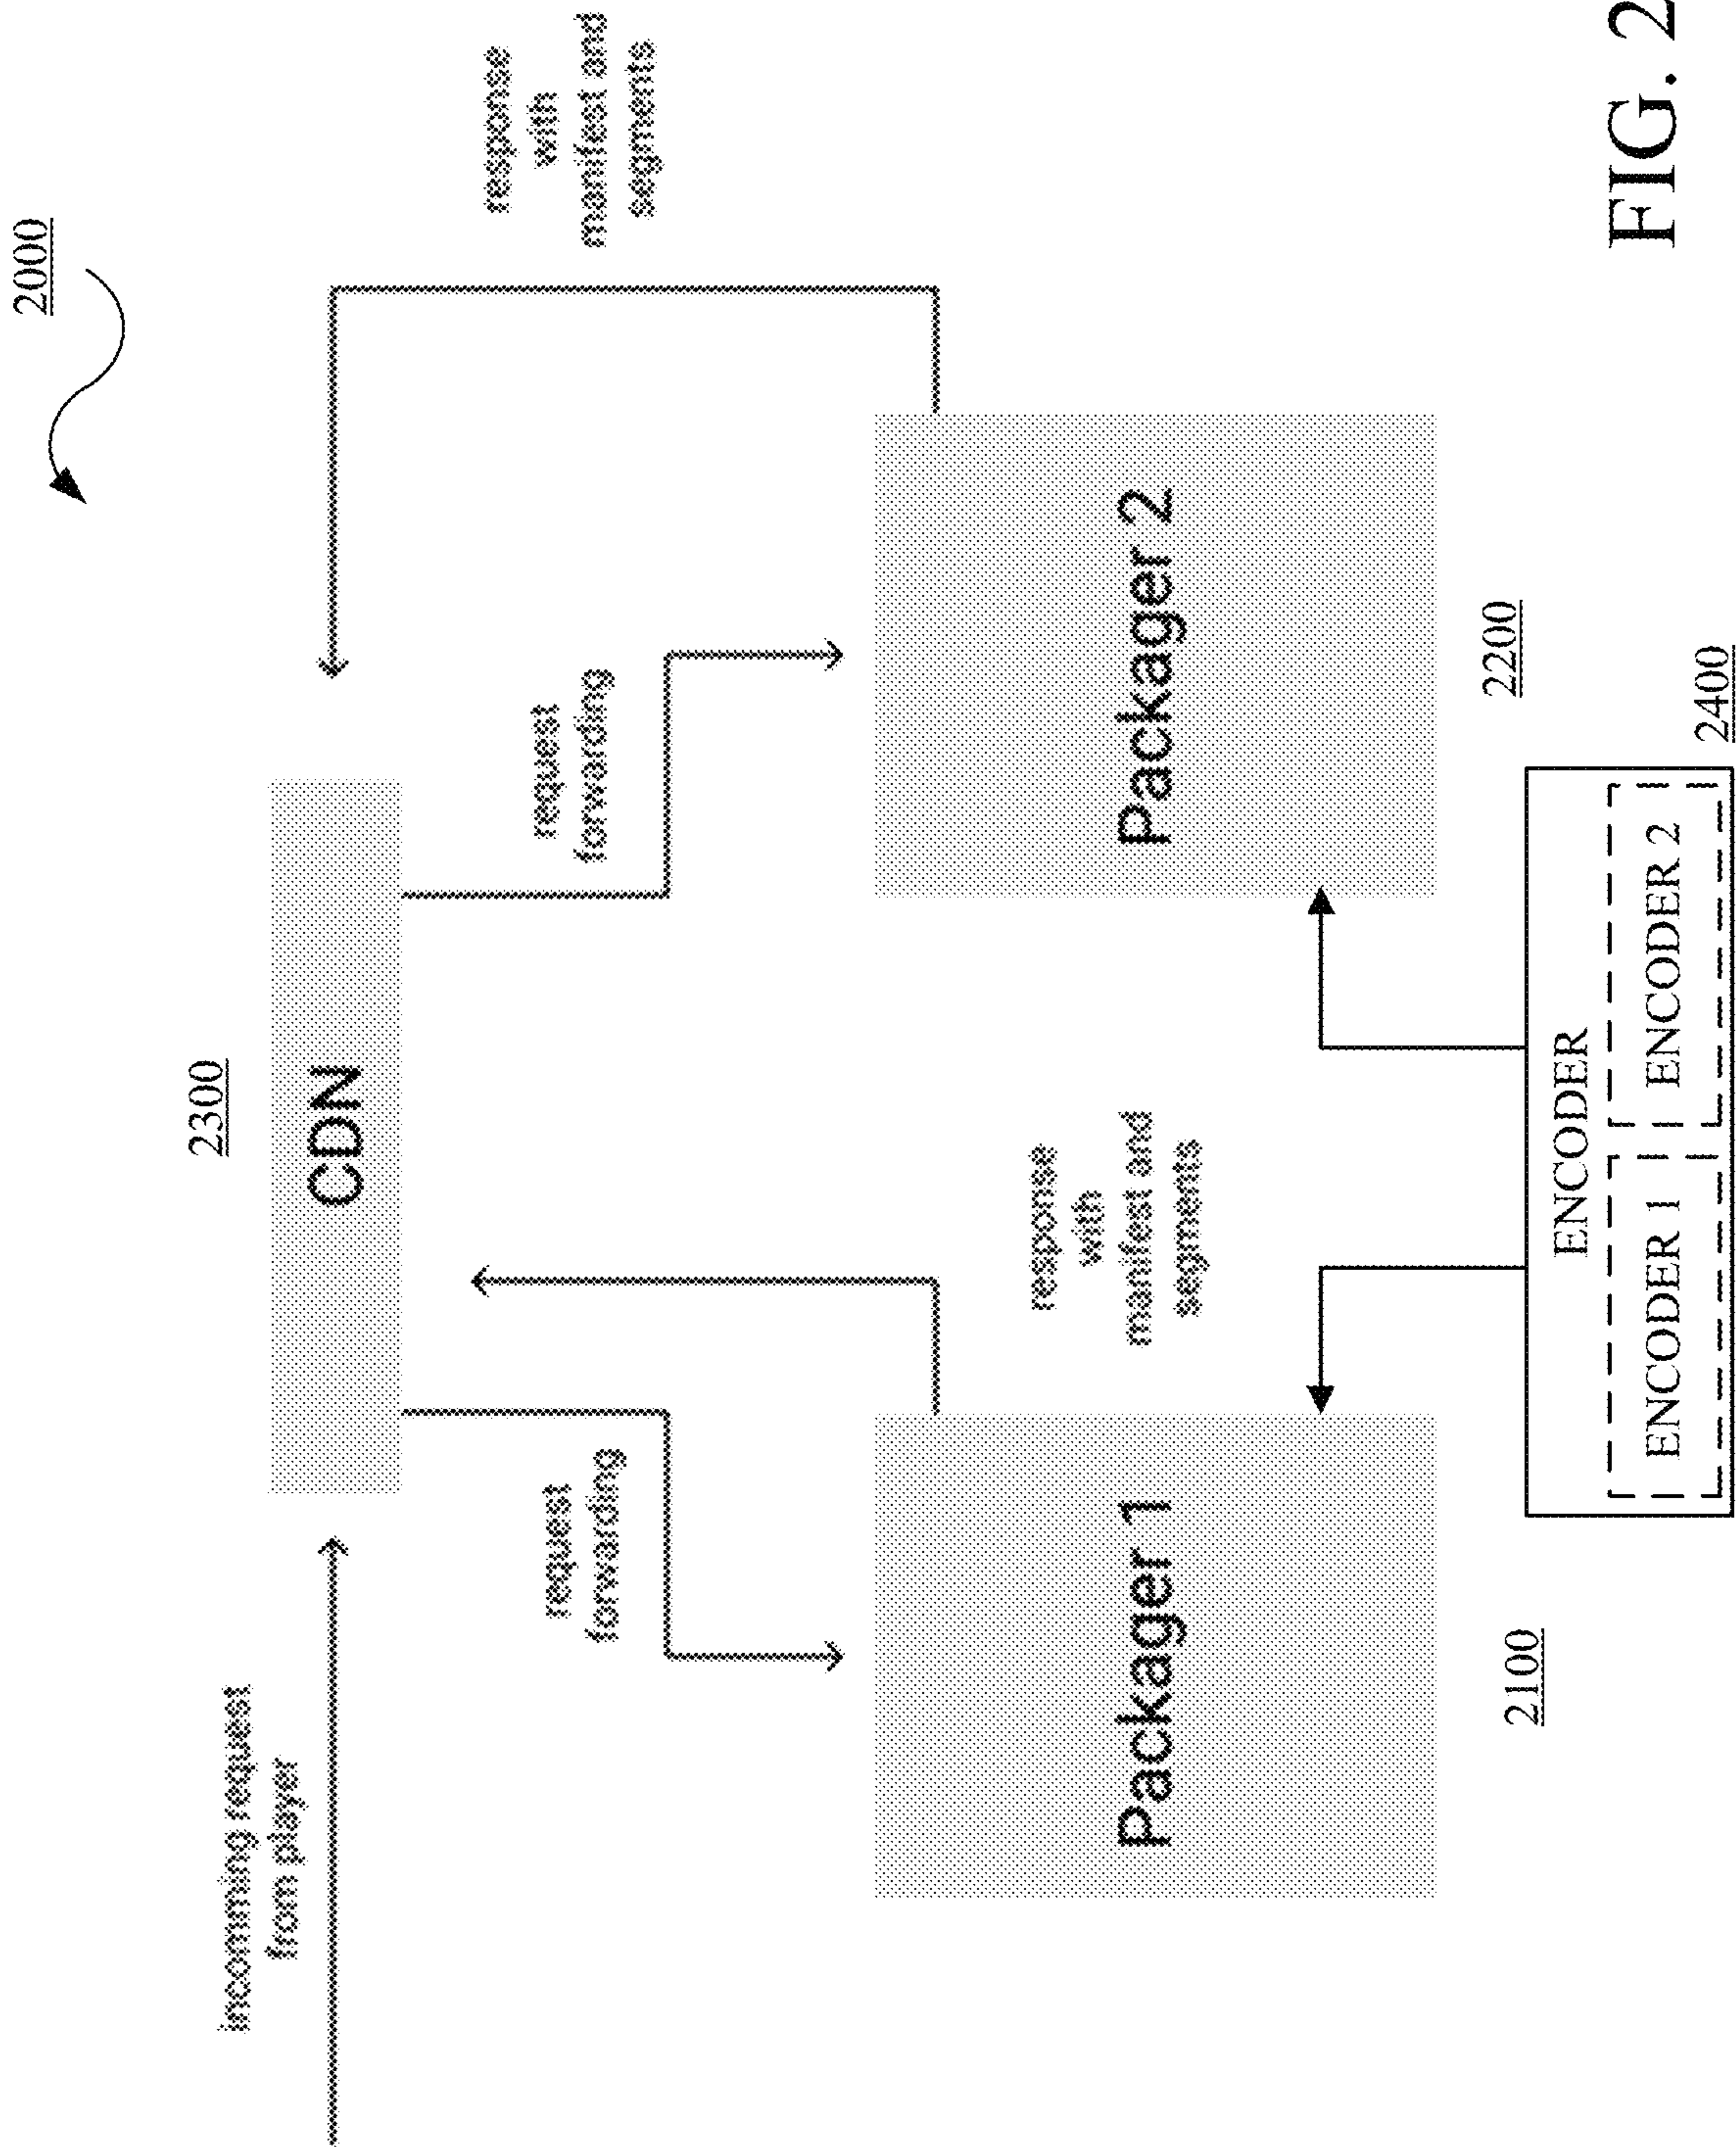 2000
incoming request
from player
2300
CDN
response
with
manifest and
segments
request
forwarding
request
forwarding
Packager 1
response
with
manifest and
segments
Packager 2
2100
2200
ENCODER
ENCODER 1
ENCODER 2
2400
FIG. 2